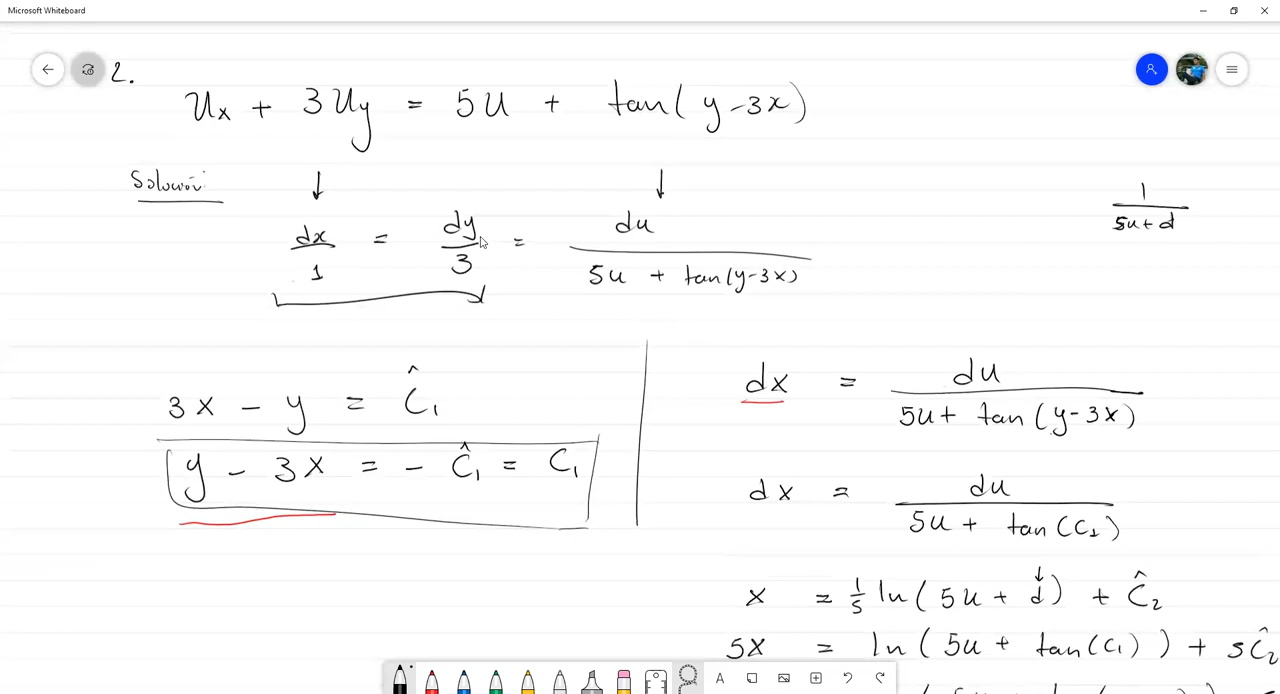 Microsoft Whiteboard
2.
Ux + 3Uy = 5U + tan(y-3x)
Solución:
dx/1 = dy/3 = du/(5u + tan(y-3x))
1/(5u+d)
3x - y = Ĉ₁
y - 3x = - Ĉ₁ = C₁
dx = du/(5u + tan(y-3x))
dx = du/(5u + tan(C₁))
x = 1/5 ln(5u + d) + Ĉ₂
5x = ln(5u + tan(C₁)) + 5Ĉ₂
A